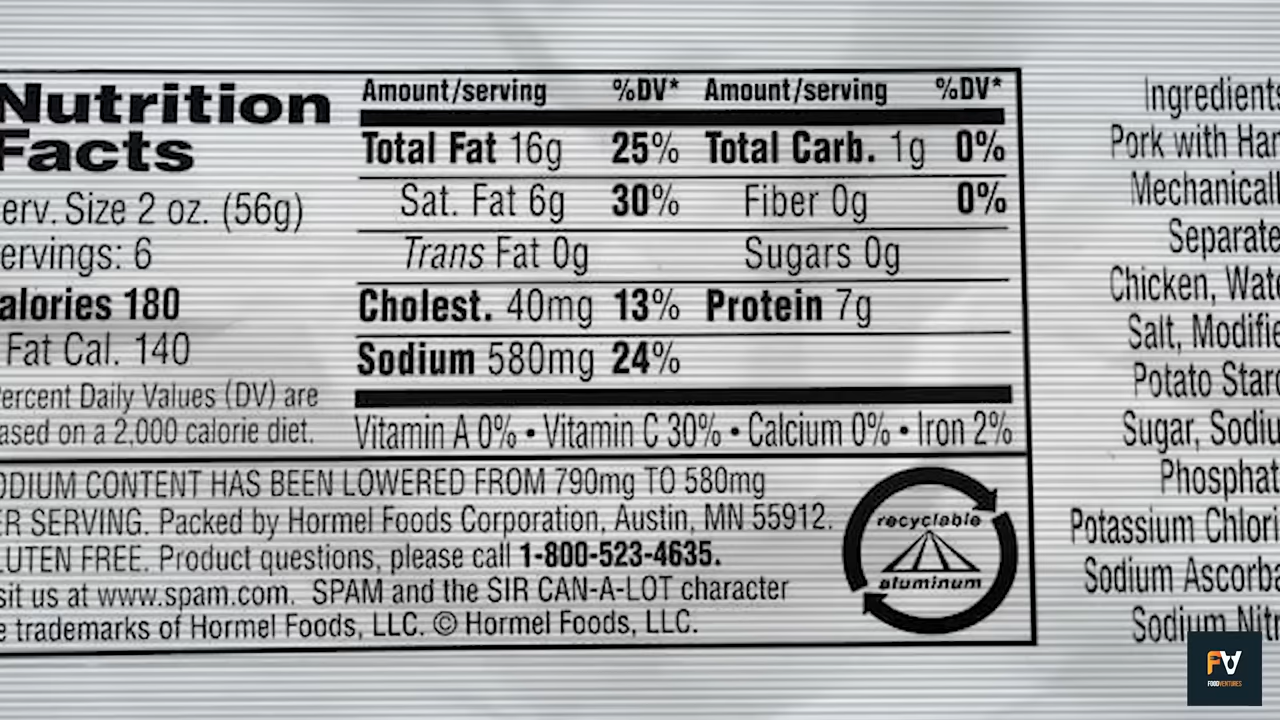 Nutrition
Facts
erv. Size 2 oz. (56g)
ervings: 6
alories 180
Fat Cal. 140
ercent Daily Values (DV) are
ased on a 2,000 calorie diet.
Amount/serving %DV* Amount/serving %DV*
Total Fat 16g 25% Total Carb. 1g 0%
Sat. Fat 6g 30% Fiber 0g 0%
Trans Fat 0g Sugars 0g
Cholest. 40mg 13% Protein 7g
Sodium 580mg 24%
Vitamin A 0% • Vitamin C 30% • Calcium 0% • Iron 2%
ODIUM CONTENT HAS BEEN LOWERED FROM 790mg TO 580mg
ER SERVING. Packed by Hormel Foods Corporation, Austin, MN 55912.
LUTEN FREE. Product questions, please call 1-800-523-4635.
sit us at www.spam.com. SPAM and the SIR CAN-A-LOT character
e trademarks of Hormel Foods, LLC. © Hormel Foods, LLC.
recyclable
aluminum
Ingredients
Pork with Har
Mechanicall
Separate
Chicken, Wate
Salt, Modifie
Potato Starc
Sugar, Sodiu
Phosphat
Potassium Chlori
Sodium Ascorba
Sodium Nitr
FV
FOODVENTURES